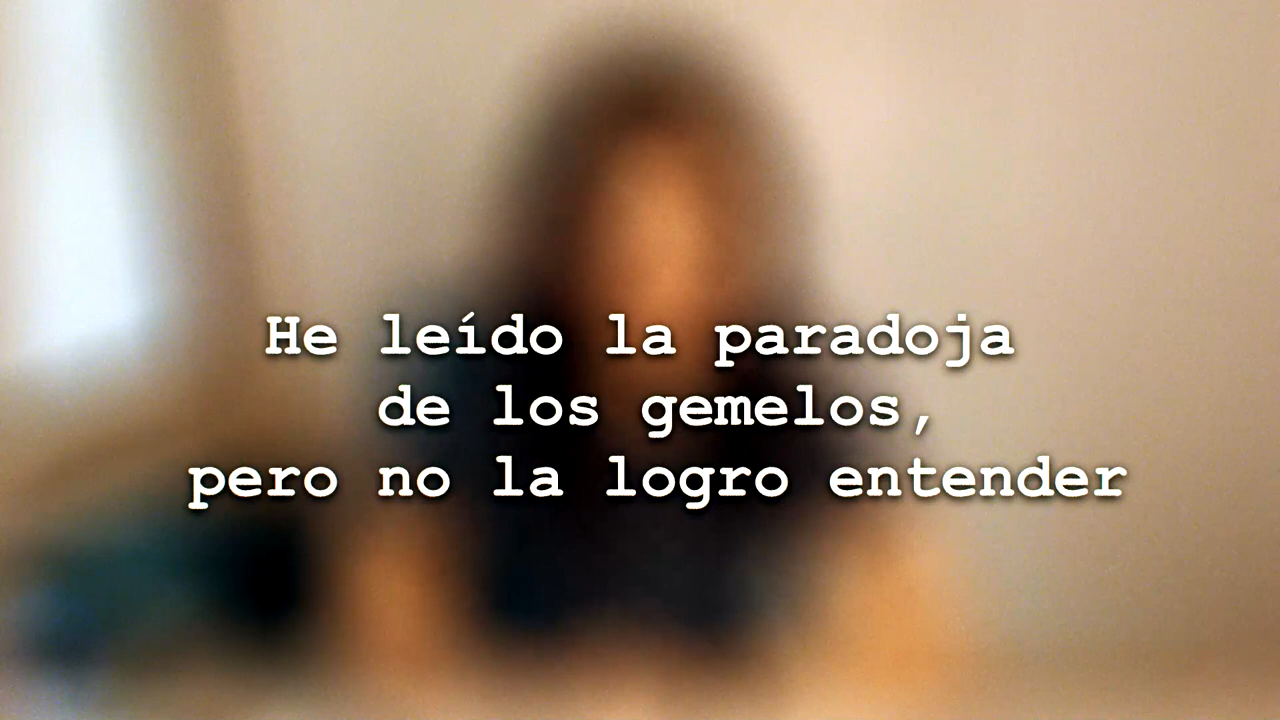 He leído la paradoja
de los gemelos,
pero no la logro entender